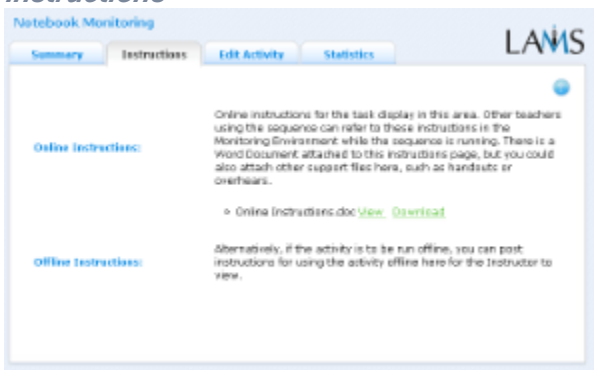 Instructions
Notebook Monitoring
LAMS
Summary Instructions Edit Activity Statistics
Online instructions for the task display in this area. Other teachers
using the sequence can refer to these instructions in the
Monitoring Environment while the sequence is running. There is a
Online Instructions:
Word Document attached to this instructions page, but you could
also attach other support files here, such as handouts or
overhears.
Online Instructions.doc View Download
Alternatively, if the activity is to be run offline, you can post
Offline Instructions:
instructions for using the activity offline here for the Instructor to
view.